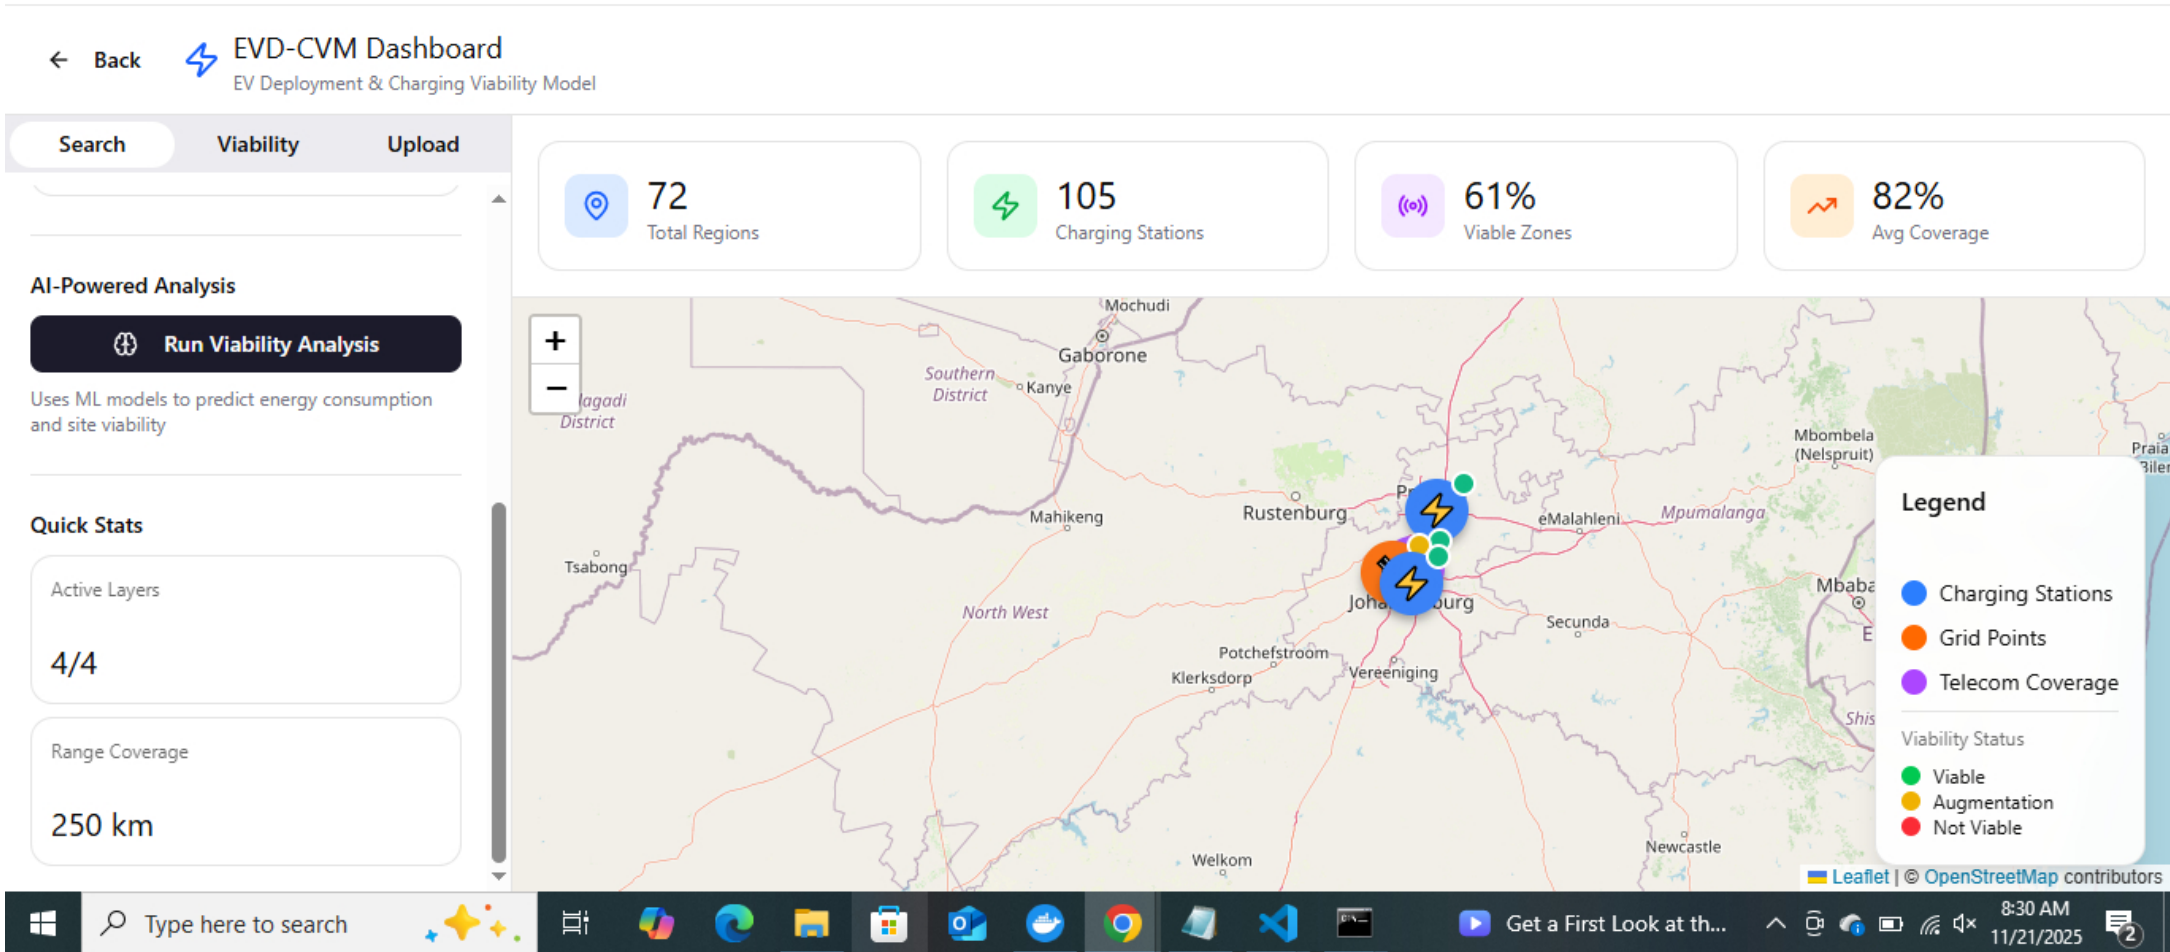 Back
EVD-CVM Dashboard
EV Deployment & Charging Viability Model
Search
Viability
Upload
72
Total Regions
105
Charging Stations
61%
Viable Zones
82%
Avg Coverage
AI-Powered Analysis
Run Viability Analysis
Uses ML models to predict energy consumption
and site viability
Quick Stats
Active Layers
4/4
Range Coverage
250 km
+
−
Mochudi
Gaborone
Southern
District
Kanye
District
Mahikeng
Tsabong
North West
Rustenburg
eMalahleni
Mpumalanga
Mbombela
(Nelspruit)
Secunda
Potchefstroom
Klerksdorp
Vereeniging
Welkom
Newcastle
Legend
Charging Stations
Grid Points
Telecom Coverage
Viability Status
Viable
Augmentation
Not Viable
Leaflet | © OpenStreetMap contributors
Type here to search
Get a First Look at th...
8:30 AM
11/21/2025
2